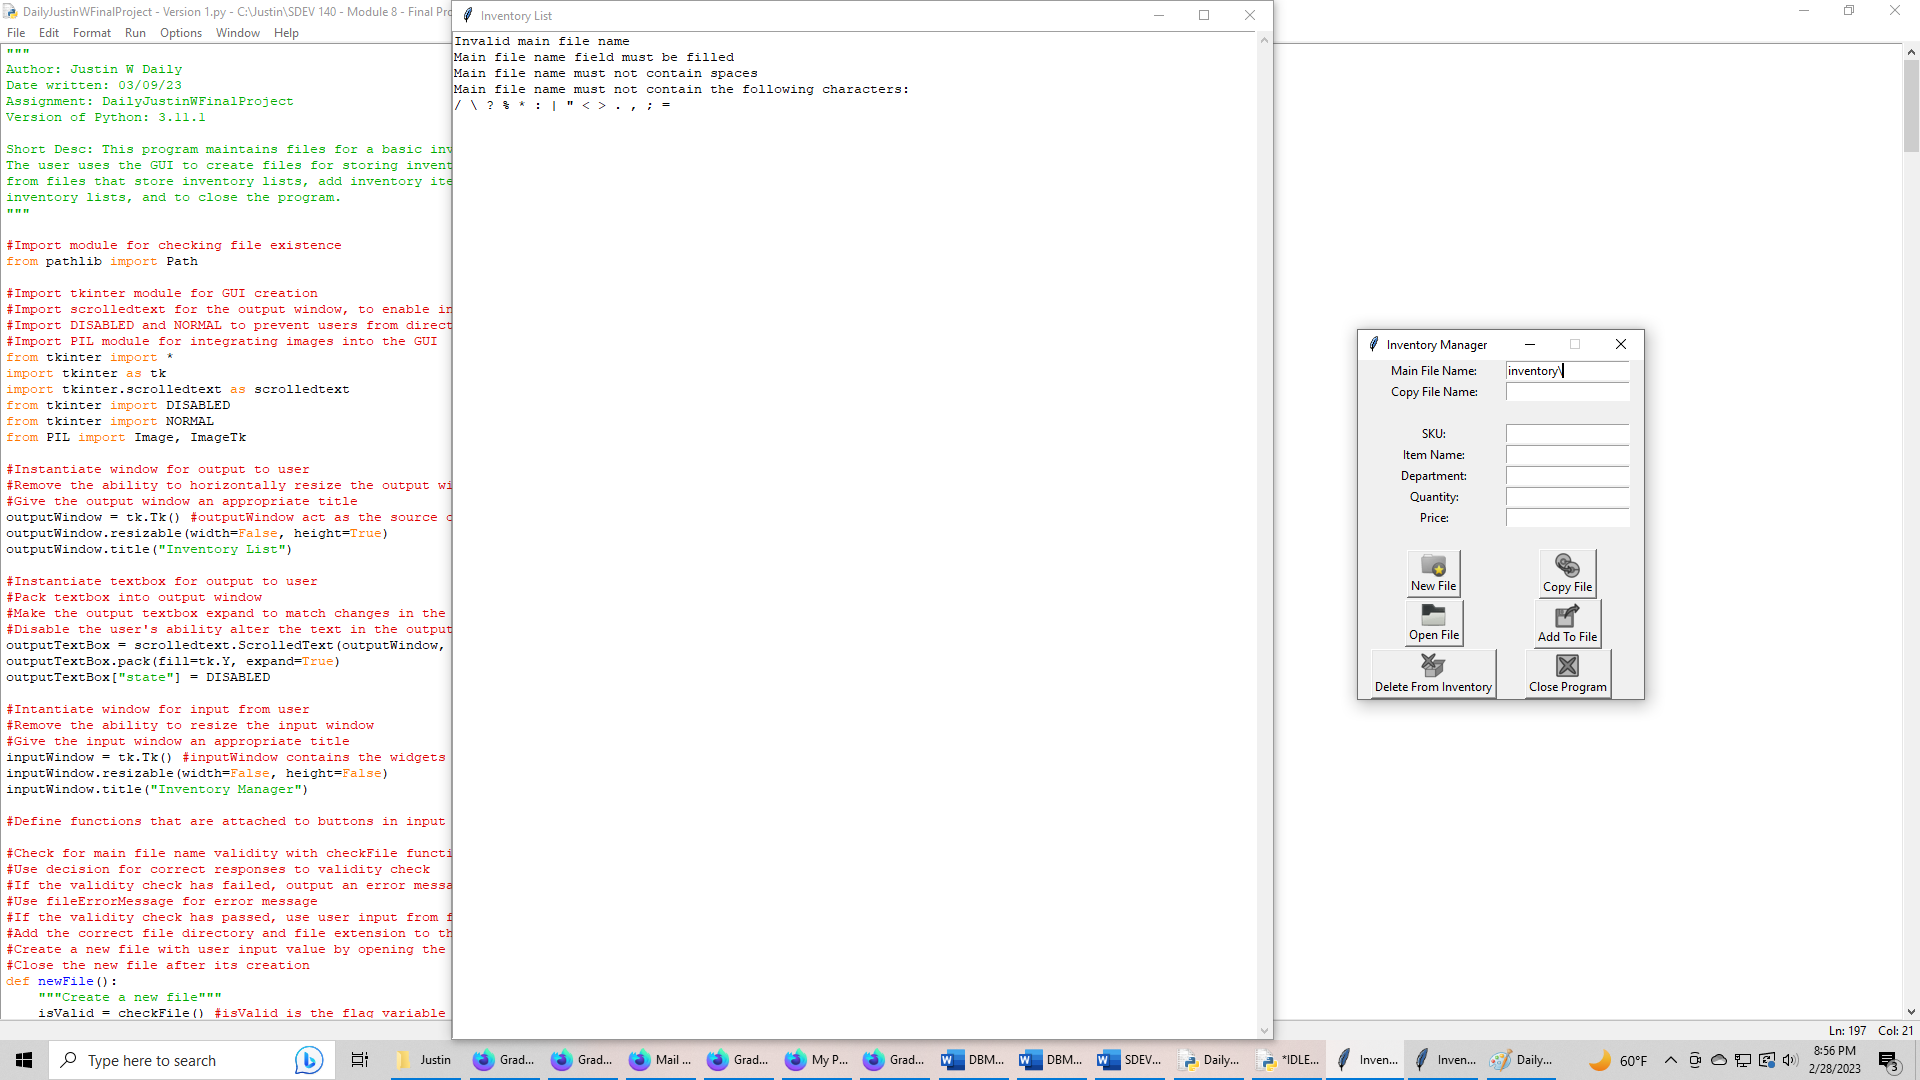 DailyJustinWFinalProject - Version 1.py - C:\Justin\SDEV 140 - Module 8 - Final Pro
File Edit Format Run Options Window Help
"""
Author: Justin W Daily
Date written: 03/09/23
Assignment: DailyJustinWFinalProject
Version of Python: 3.11.1
Short Desc: This program maintains files for a basic inv
The user uses the GUI to create files for storing invent
from files that store inventory lists, add inventory ite
inventory lists, and to close the program.
"""
#Import module for checking file existence
from pathlib import Path
#Import tkinter module for GUI creation
#Import scrolledtext for the output window, to enable in
#Import DISABLED and NORMAL to prevent users from direct
#Import PIL module for integrating images into the GUI
from tkinter import *
import tkinter as tk
import tkinter.scrolledtext as scrolledtext
from tkinter import DISABLED
from tkinter import NORMAL
from PIL import Image, ImageTk
#Instantiate window for output to user
#Remove the ability to horizontally resize the output wi
#Give the output window an appropriate title
outputWindow = tk.Tk() #outputWindow act as the source o
outputWindow.resizable(width=False, height=True)
outputWindow.title("Inventory List")
#Instantiate textbox for output to user
#Pack textbox into output window
#Make the output textbox expand to match changes in the
#Disable the user's ability alter the text in the output
outputTextBox = scrolledtext.ScrolledText(outputWindow,
outputTextBox.pack(fill=tk.Y, expand=True)
outputTextBox["state"] = DISABLED
#Intantiate window for input from user
#Remove the ability to resize the input window
#Give the input window an appropriate title
inputWindow = tk.Tk() #inputWindow contains the widgets
inputWindow.resizable(width=False, height=False)
inputWindow.title("Inventory Manager")
#Define functions that are attached to buttons in input
#Check for main file name validity with checkFile functi
#Use decision for correct responses to validity check
#If the validity check has failed, output an error messa
#Use fileErrorMessage for error message
#If the validity check has passed, use user input from f
#Add the correct file directory and file extension to th
#Create a new file with user input value by opening the
#Close the new file after its creation
def newFile():
"""Create a new file"""
isValid = checkFile() #isValid is the flag variable
Inventory List
Invalid main file name
Main file name field must be filled
Main file name must not contain spaces
Main file name must not contain the following characters:
/ \ ? % * : | " < > . , ; =
Inventory Manager
Main File Name: inventory\
Copy File Name:
SKU:
Item Name:
Department:
Quantity:
Price:
New File Copy File
Open File Add To File
Delete From Inventory Close Program
Ln: 197 Col: 21
Type here to search Justin Grad... Grad... Mail ... Grad... My P... Grad... DBM... DBM... SDEV... Daily... *IDLE... Inven... Inven... Daily... 60°F
8:56 PM
2/28/2023
3